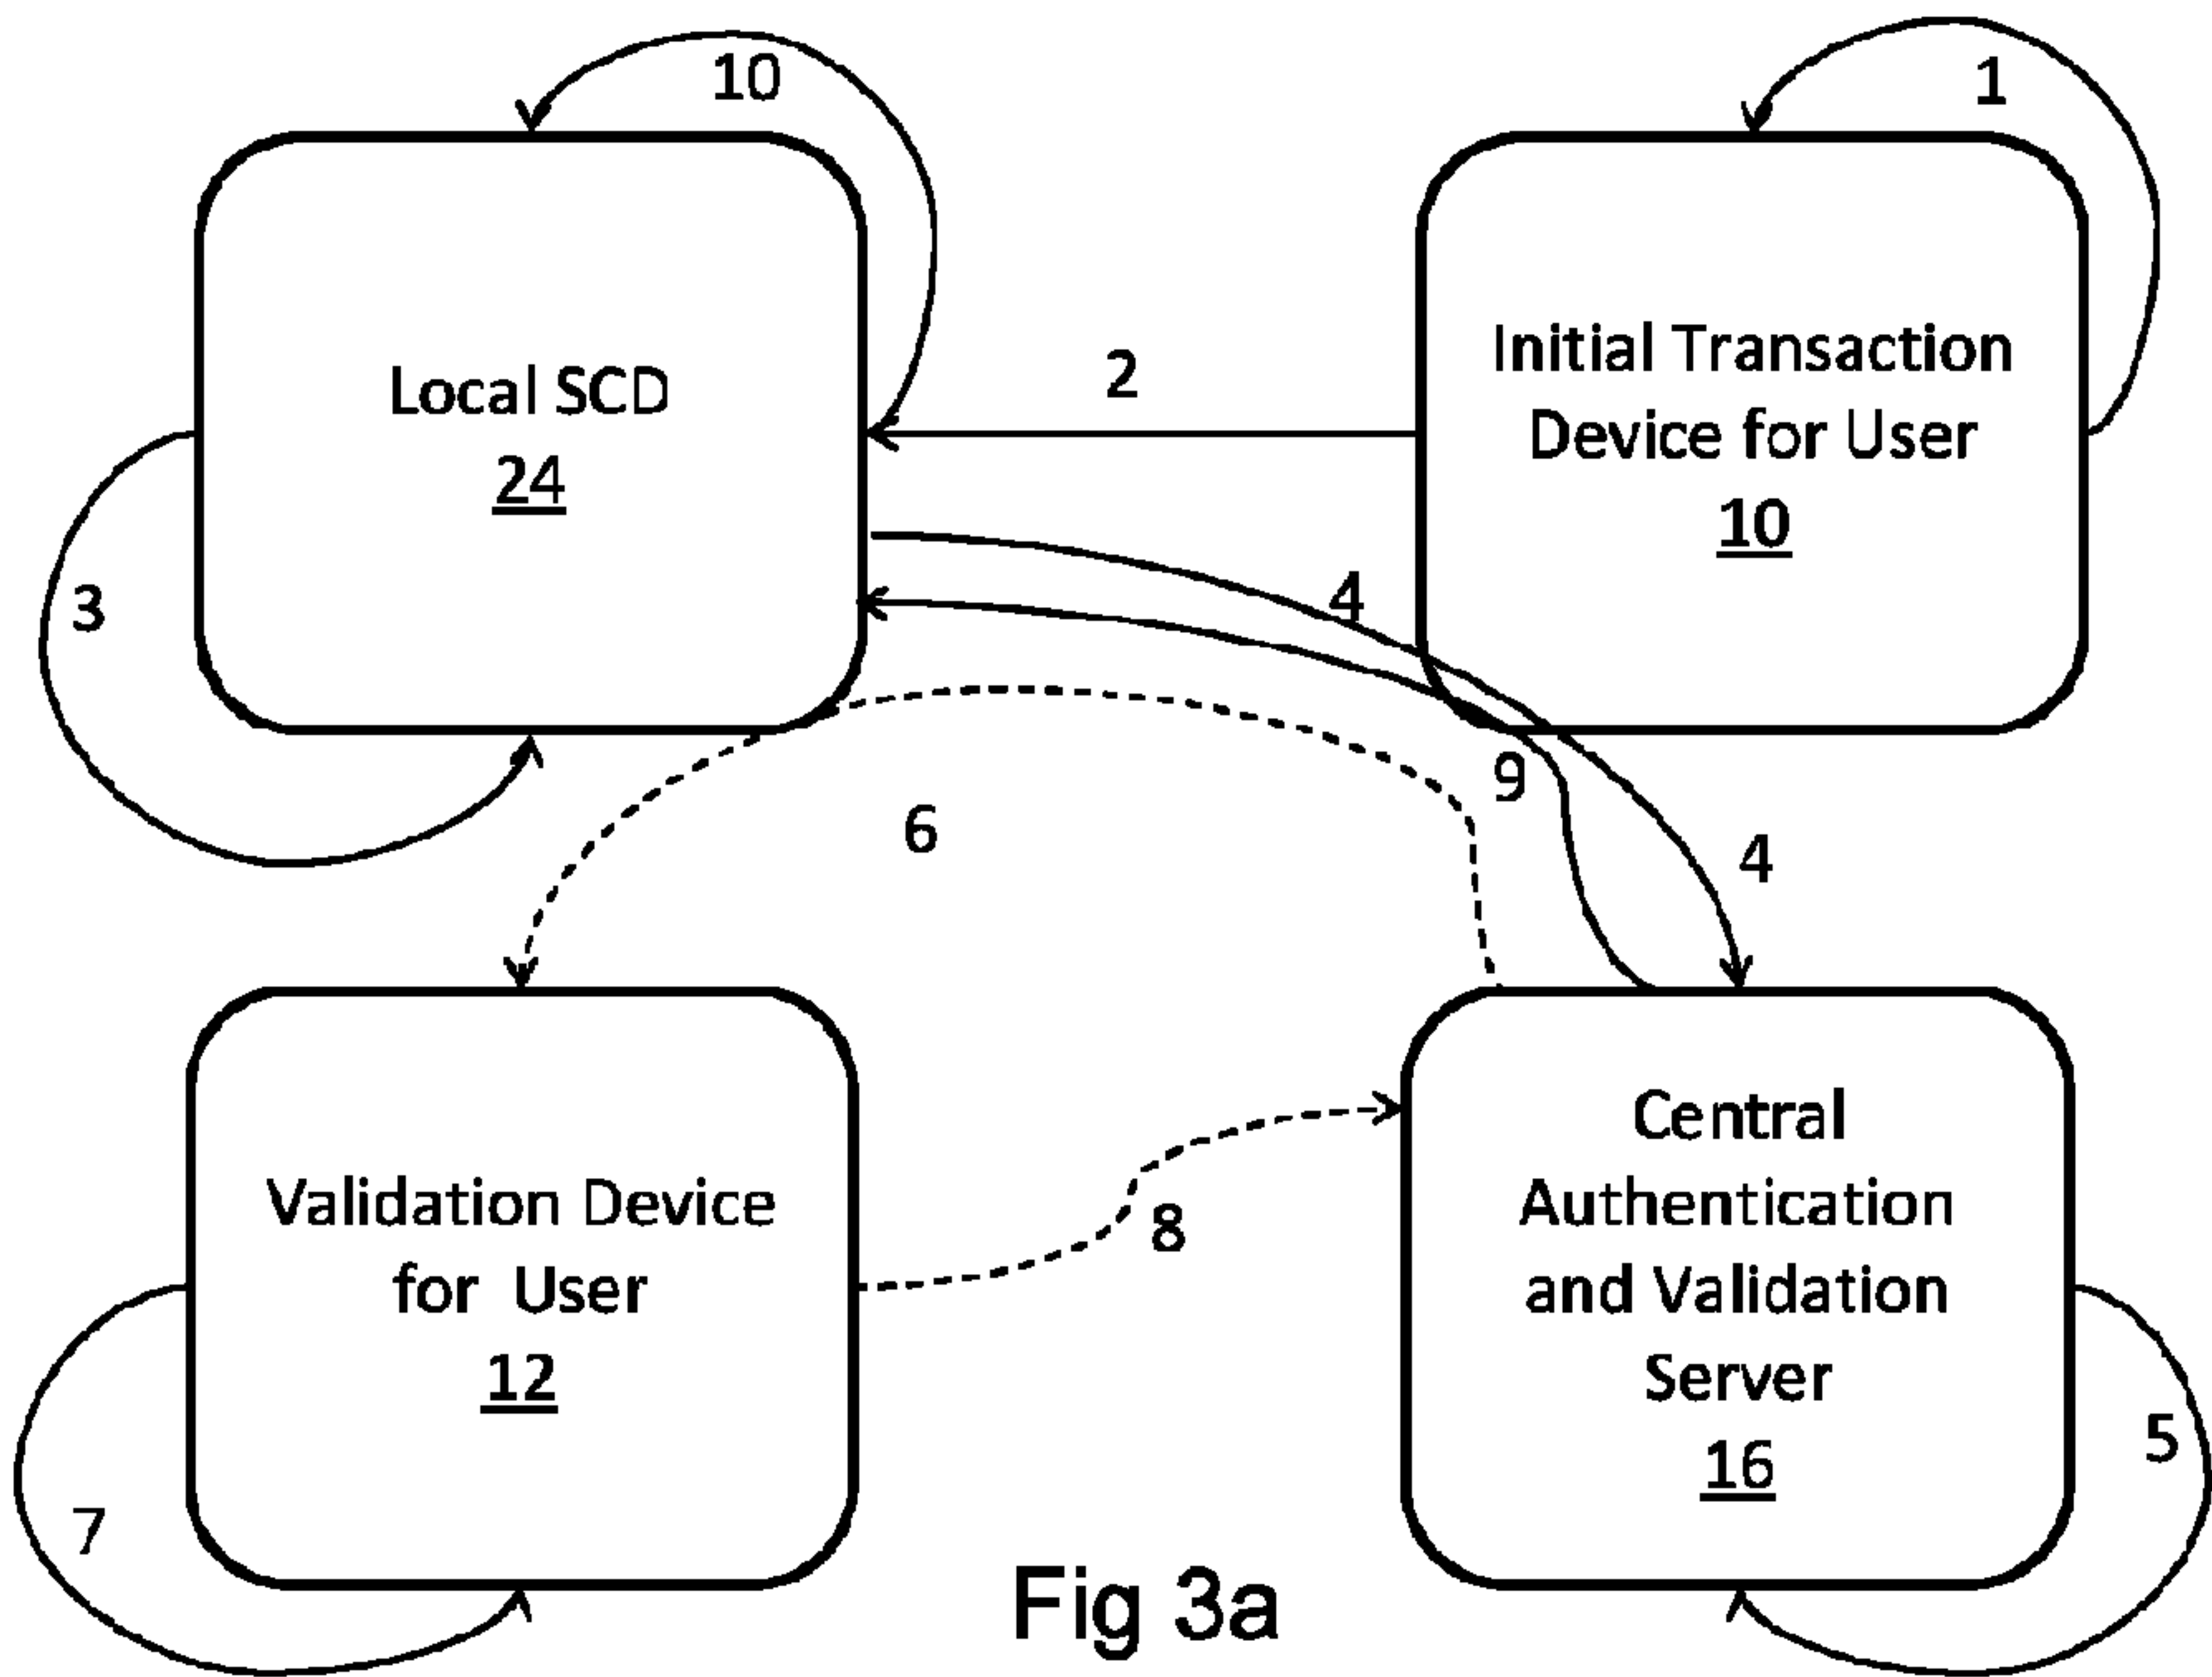 10
1
Local SCD
24
2
Initial Transaction
Device for User
10
3
4
9
6
4
Validation Device
for User
12
8
Central
Authentication
and Validation
Server
16
7
5
Fig 3a